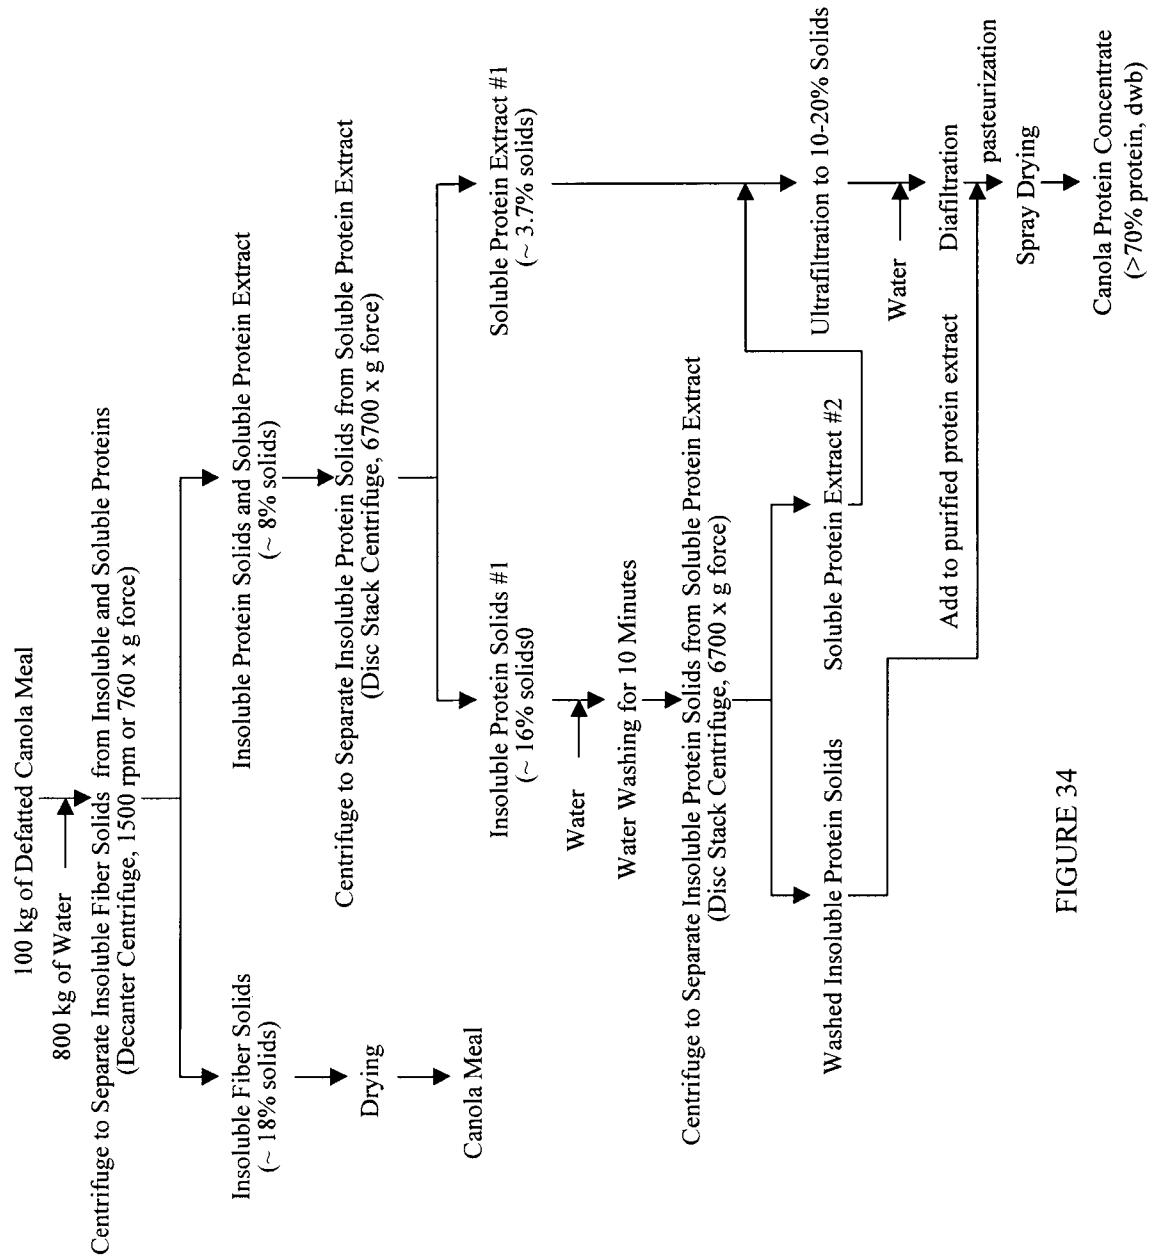 100 kg of Defatted Canola Meal
800 kg of Water
Centrifuge to Separate Insoluble Fiber Solids from Insoluble and Soluble Proteins
(Decanter Centrifuge, 1500 rpm or 760 x g force)
Insoluble Fiber Solids
(~ 18% solids)
Drying
Canola Meal
Insoluble Protein Solids and Soluble Protein Extract
(~ 8% solids)
Centrifuge to Separate Insoluble Protein Solids from Soluble Protein Extract
(Disc Stack Centrifuge, 6700 x g force)
Insoluble Protein Solids #1
(~ 16% solids0
Soluble Protein Extract #1
(~ 3.7% solids)
Water
Water Washing for 10 Minutes
Centrifuge to Separate Insoluble Protein Solids from Soluble Protein Extract
(Disc Stack Centrifuge, 6700 x g force)
Washed Insoluble Protein Solids
Soluble Protein Extract #2
Ultrafiltration to 10-20% Solids
Water
Diafiltration
Add to purified protein extract
pasteurization
Spray Drying
Canola Protein Concentrate
(>70% protein, dwb)
FIGURE 34